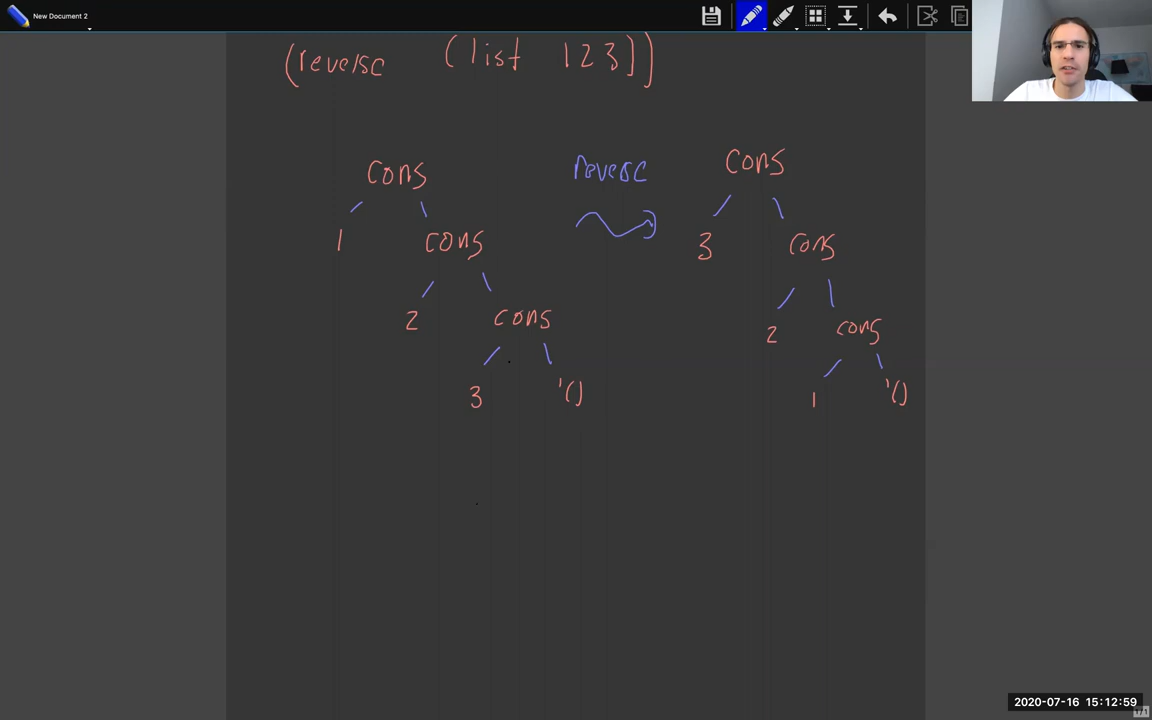 New Document 2
(reverse (list 1 2 3))
cons reverse cons
1 cons 3 cons
2 cons 2 cons
3 '() 1 '()
2020-07-16 15:12:59